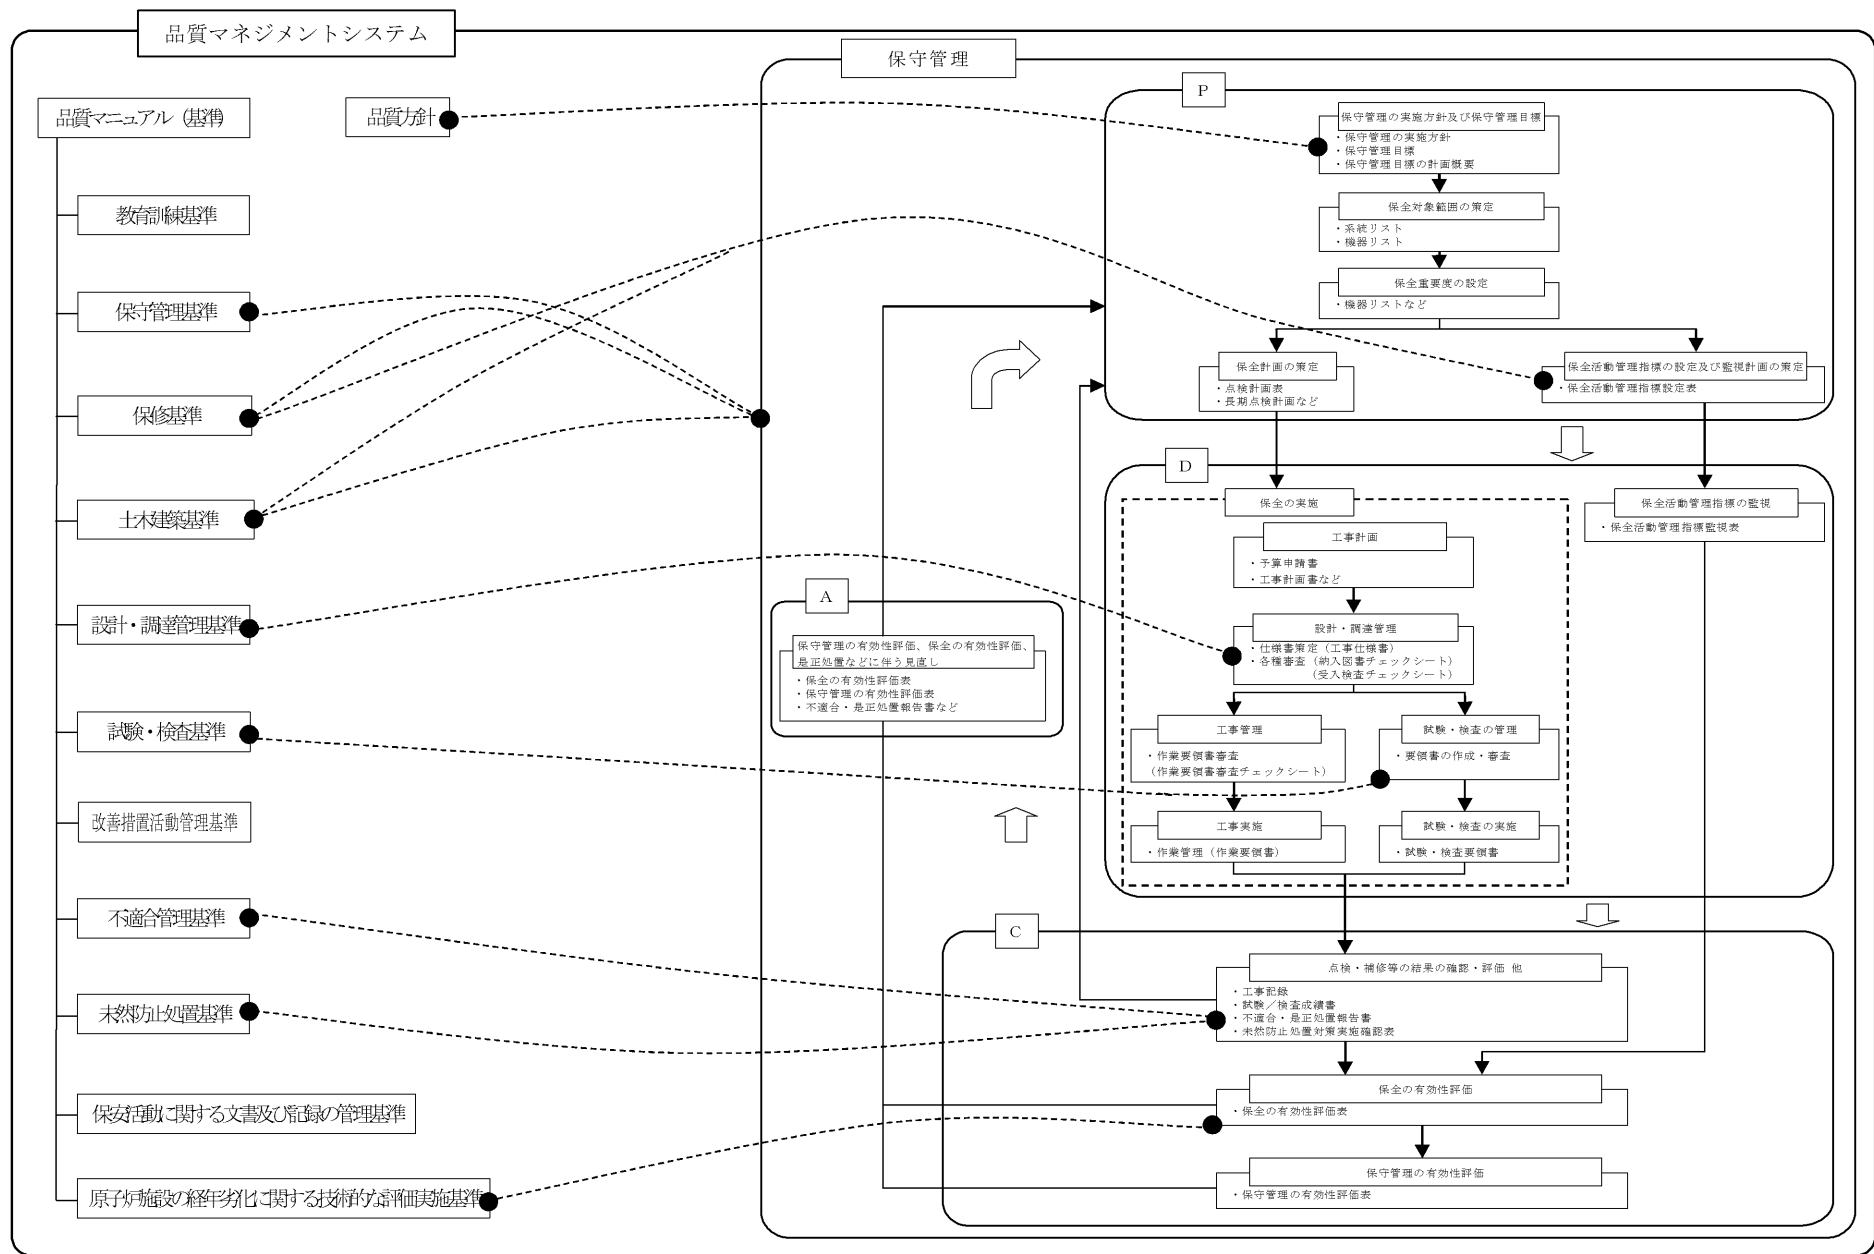 品質マネジメントシステム
品質マニュアル（基準）
品質方針
教育訓練基準
保守管理基準
保修基準
土木建築基準
設計・調達管理基準
試験・検査基準
改善措置活動管理基準
不適合管理基準
未然防止処置基準
保安活動に関する文書及び記録の管理基準
原子炉施設の経年劣化に関する技術的な評価実施基準
保守管理
P
保守管理の実施方針及び保守管理目標
・保守管理の実施方針
・保守管理目標
・保守管理目標の計画概要
保全対象範囲の策定
・系統リスト
・機器リスト
保全重要度の設定
・機器リストなど
保全計画の策定
・点検計画表
・長期点検計画など
保全活動管理指標の設定及び監視計画の策定
・保全活動管理指標設定表
D
保全の実施
工事計画
・予算申請書
・工事計画書など
設計・調達管理
・仕様書策定（工事仕様書）
・各種審査（納入図書チェックシート）
（受入検査チェックシート）
工事管理
・作業要領書審査
（作業要領書審査チェックシート）
試験・検査の管理
・要領書の作成・審査
工事実施
・作業管理（作業要領書）
試験・検査の実施
・試験・検査要領書
保全活動管理指標の監視
・保全活動管理指標監視表
A
保守管理の有効性評価、保全の有効性評価、
是正処置などに伴う見直し
・保全の有効性評価表
・保守管理の有効性評価表
・不適合・是正処置報告書など
C
点検・補修等の結果の確認・評価 他
・工事記録
・試験／検査成績書
・不適合・是正処置報告書
・未然防止処置対策実施確認表
保全の有効性評価
・保全の有効性評価表
保守管理の有効性評価
・保守管理の有効性評価表